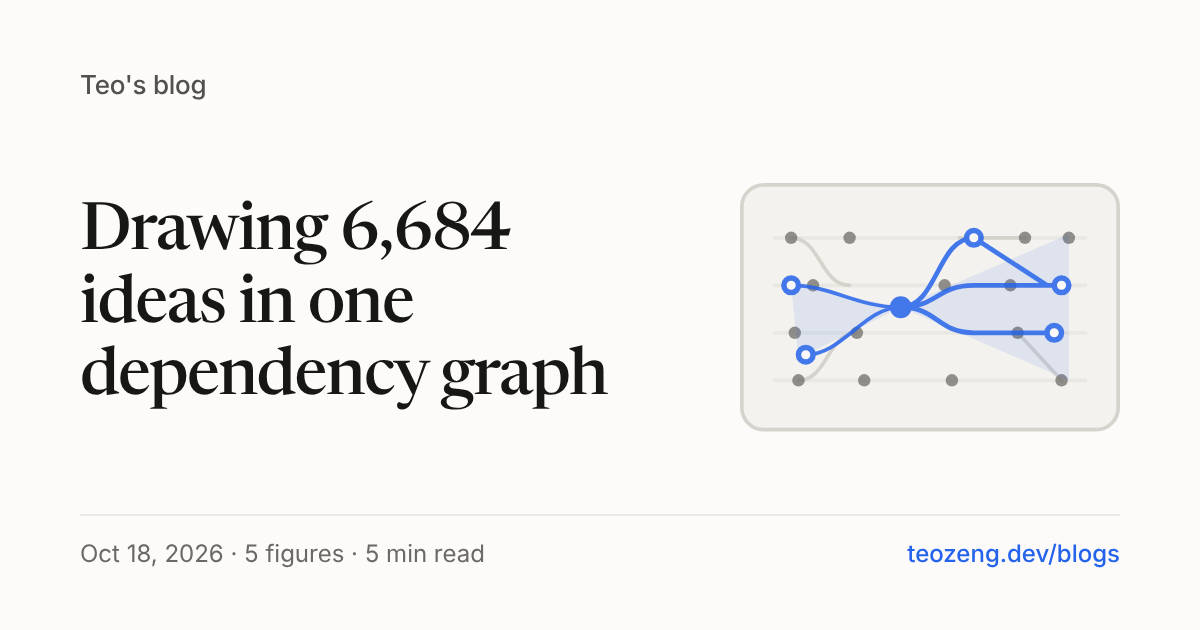 Teo's blog
Drawing 6,684
ideas in one
dependency graph
Oct 18, 2026 · 5 figures · 5 min read
teozeng.dev/blogs